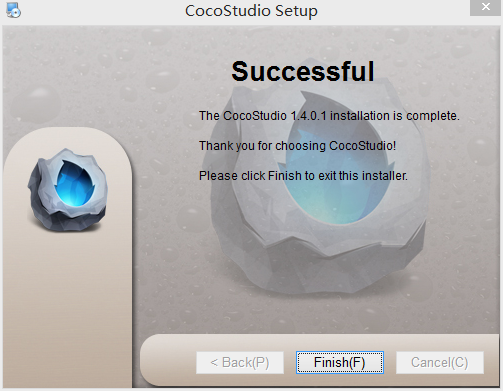 CocoStudio Setup
Successful
The CocoStudio 1.4.0.1 installation is complete.
Thank you for choosing CocoStudio!
Please click Finish to exit this installer.
< Back(P) Finish(F) Cancel(C)